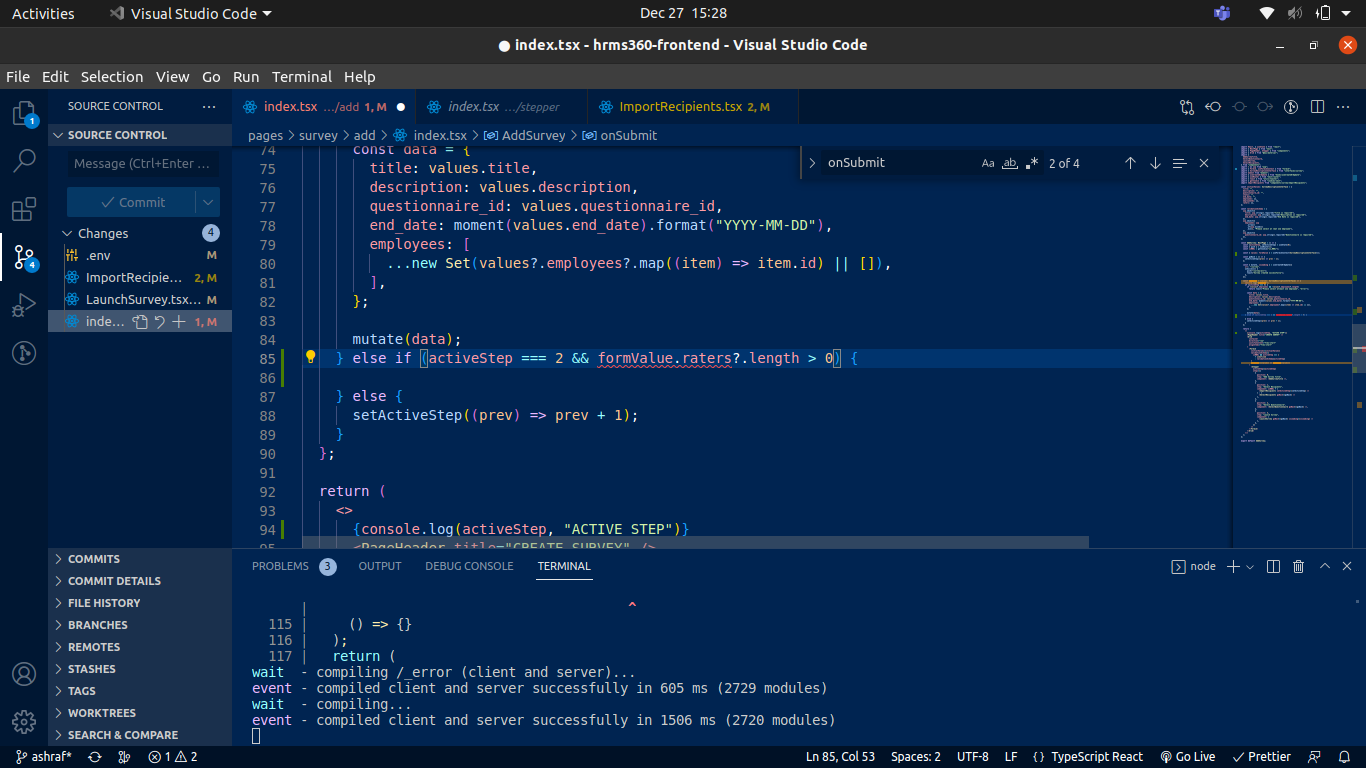 Activities
Visual Studio Code
Dec 27 15:28
● index.tsx - hrms360-frontend - Visual Studio Code
File Edit Selection View Go Run Terminal Help
SOURCE CONTROL
index.tsx .../add 1, M
index.tsx .../stepper
ImportRecipients.tsx 2, M
SOURCE CONTROL
pages > survey > add > index.tsx > AddSurvey > onSubmit
Message (Ctrl+Enter ...
Commit
Changes 4
.env M
ImportRecipie... 2, M
LaunchSurvey.tsx... M
inde... 1, M
onSubmit
Aa ab .*
2 of 4
74 const data = {
75 title: values.title,
76 description: values.description,
77 questionnaire_id: values.questionnaire_id,
78 end_date: moment(values.end_date).format("YYYY-MM-DD"),
79 employees: [
80 ...new Set(values?.employees?.map((item) => item.id) || []),
81 ],
82 };
83
84 mutate(data);
85 } else if (activeStep === 2 && formValue.raters?.length > 0) {
86
87 } else {
88 setActiveStep((prev) => prev + 1);
89 }
90 };
91
92 return (
93 <>
94 {console.log(activeStep, "ACTIVE STEP")}
95 <PageHeader title="CREATE SURVEY" />
1
4
COMMITS
COMMIT DETAILS
FILE HISTORY
BRANCHES
REMOTES
STASHES
TAGS
WORKTREES
SEARCH & COMPARE
PROBLEMS 3 OUTPUT DEBUG CONSOLE TERMINAL
node
| ^
115 | () => {}
116 | );
117 | return (
wait - compiling /_error (client and server)...
event - compiled client and server successfully in 605 ms (2729 modules)
wait - compiling...
event - compiled client and server successfully in 1506 ms (2720 modules)
ashraf*
1 2
Ln 85, Col 53
Spaces: 2
UTF-8
LF
{ } TypeScript React
Go Live
Prettier